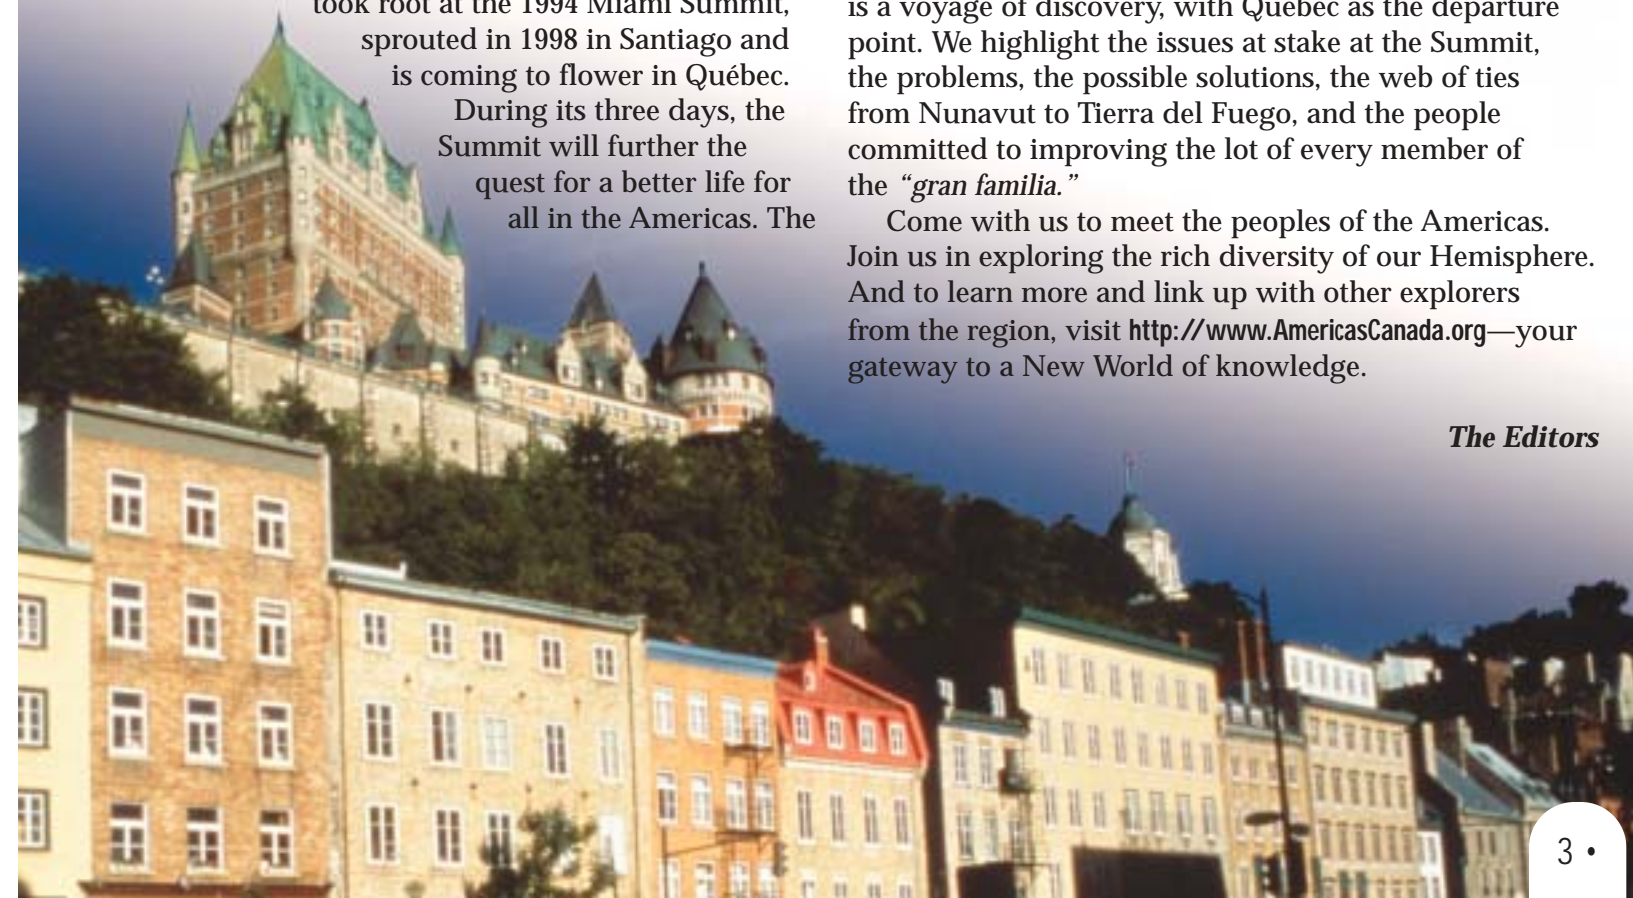 took root at the 1994 Miami Summit,
sprouted in 1998 in Santiago and
is coming to flower in Québec.
During its three days, the
Summit will further the
quest for a better life for
all in the Americas. The
is a voyage of discovery, with Québec as the departure
point. We highlight the issues at stake at the Summit,
the problems, the possible solutions, the web of ties
from Nunavut to Tierra del Fuego, and the people
committed to improving the lot of every member of
the “gran familia.”
Come with us to meet the peoples of the Americas.
Join us in exploring the rich diversity of our Hemisphere.
And to learn more and link up with other explorers
from the region, visit http://www.AmericasCanada.org—your
gateway to a New World of knowledge.
The Editors
3 •